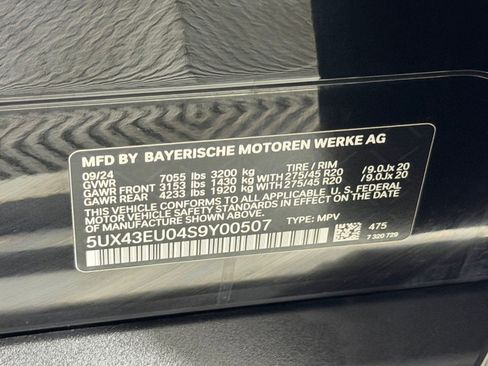 MFD BY BAYERISCHE MOTOREN WERKE AG
09/24 TIRE / RIM
GVWR 7055 lbs 3200 kg
GAWR FRONT 3153 lbs 1430 kg WITH 275/45 R20 /9.0Jx 20
GAWR REAR 4233 lbs 1920 kg WITH 275/45 R20 /9.0Jx 20
THIS VEHICLE CONFORMS TO ALL APPLICABLE U.S. FEDERAL
MOTOR VEHICLE SAFETY STANDARDS IN EFFECT ON THE DATE
OF MANUFACTURE SHOWN ABOVE.
5UX43EU04S9Y00507 TYPE: MPV
475
7 320 729